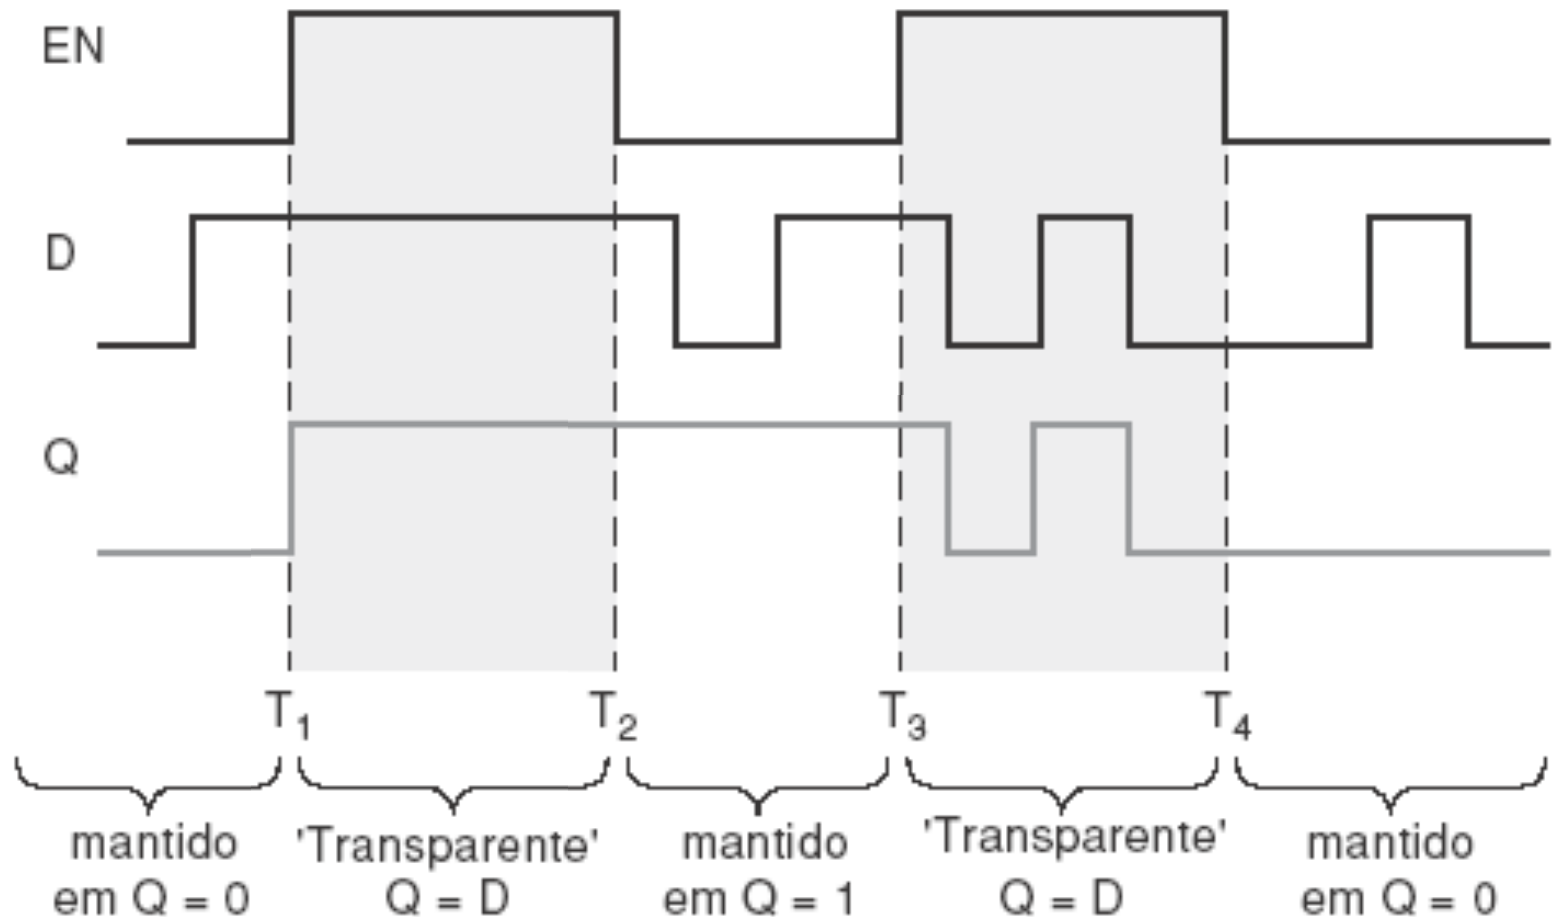 EN
D
Q
T1 T2 T3 T4
mantido 'Transparente' mantido 'Transparente' mantido
em Q = 0 Q = D em Q = 1 Q = D em Q = 0